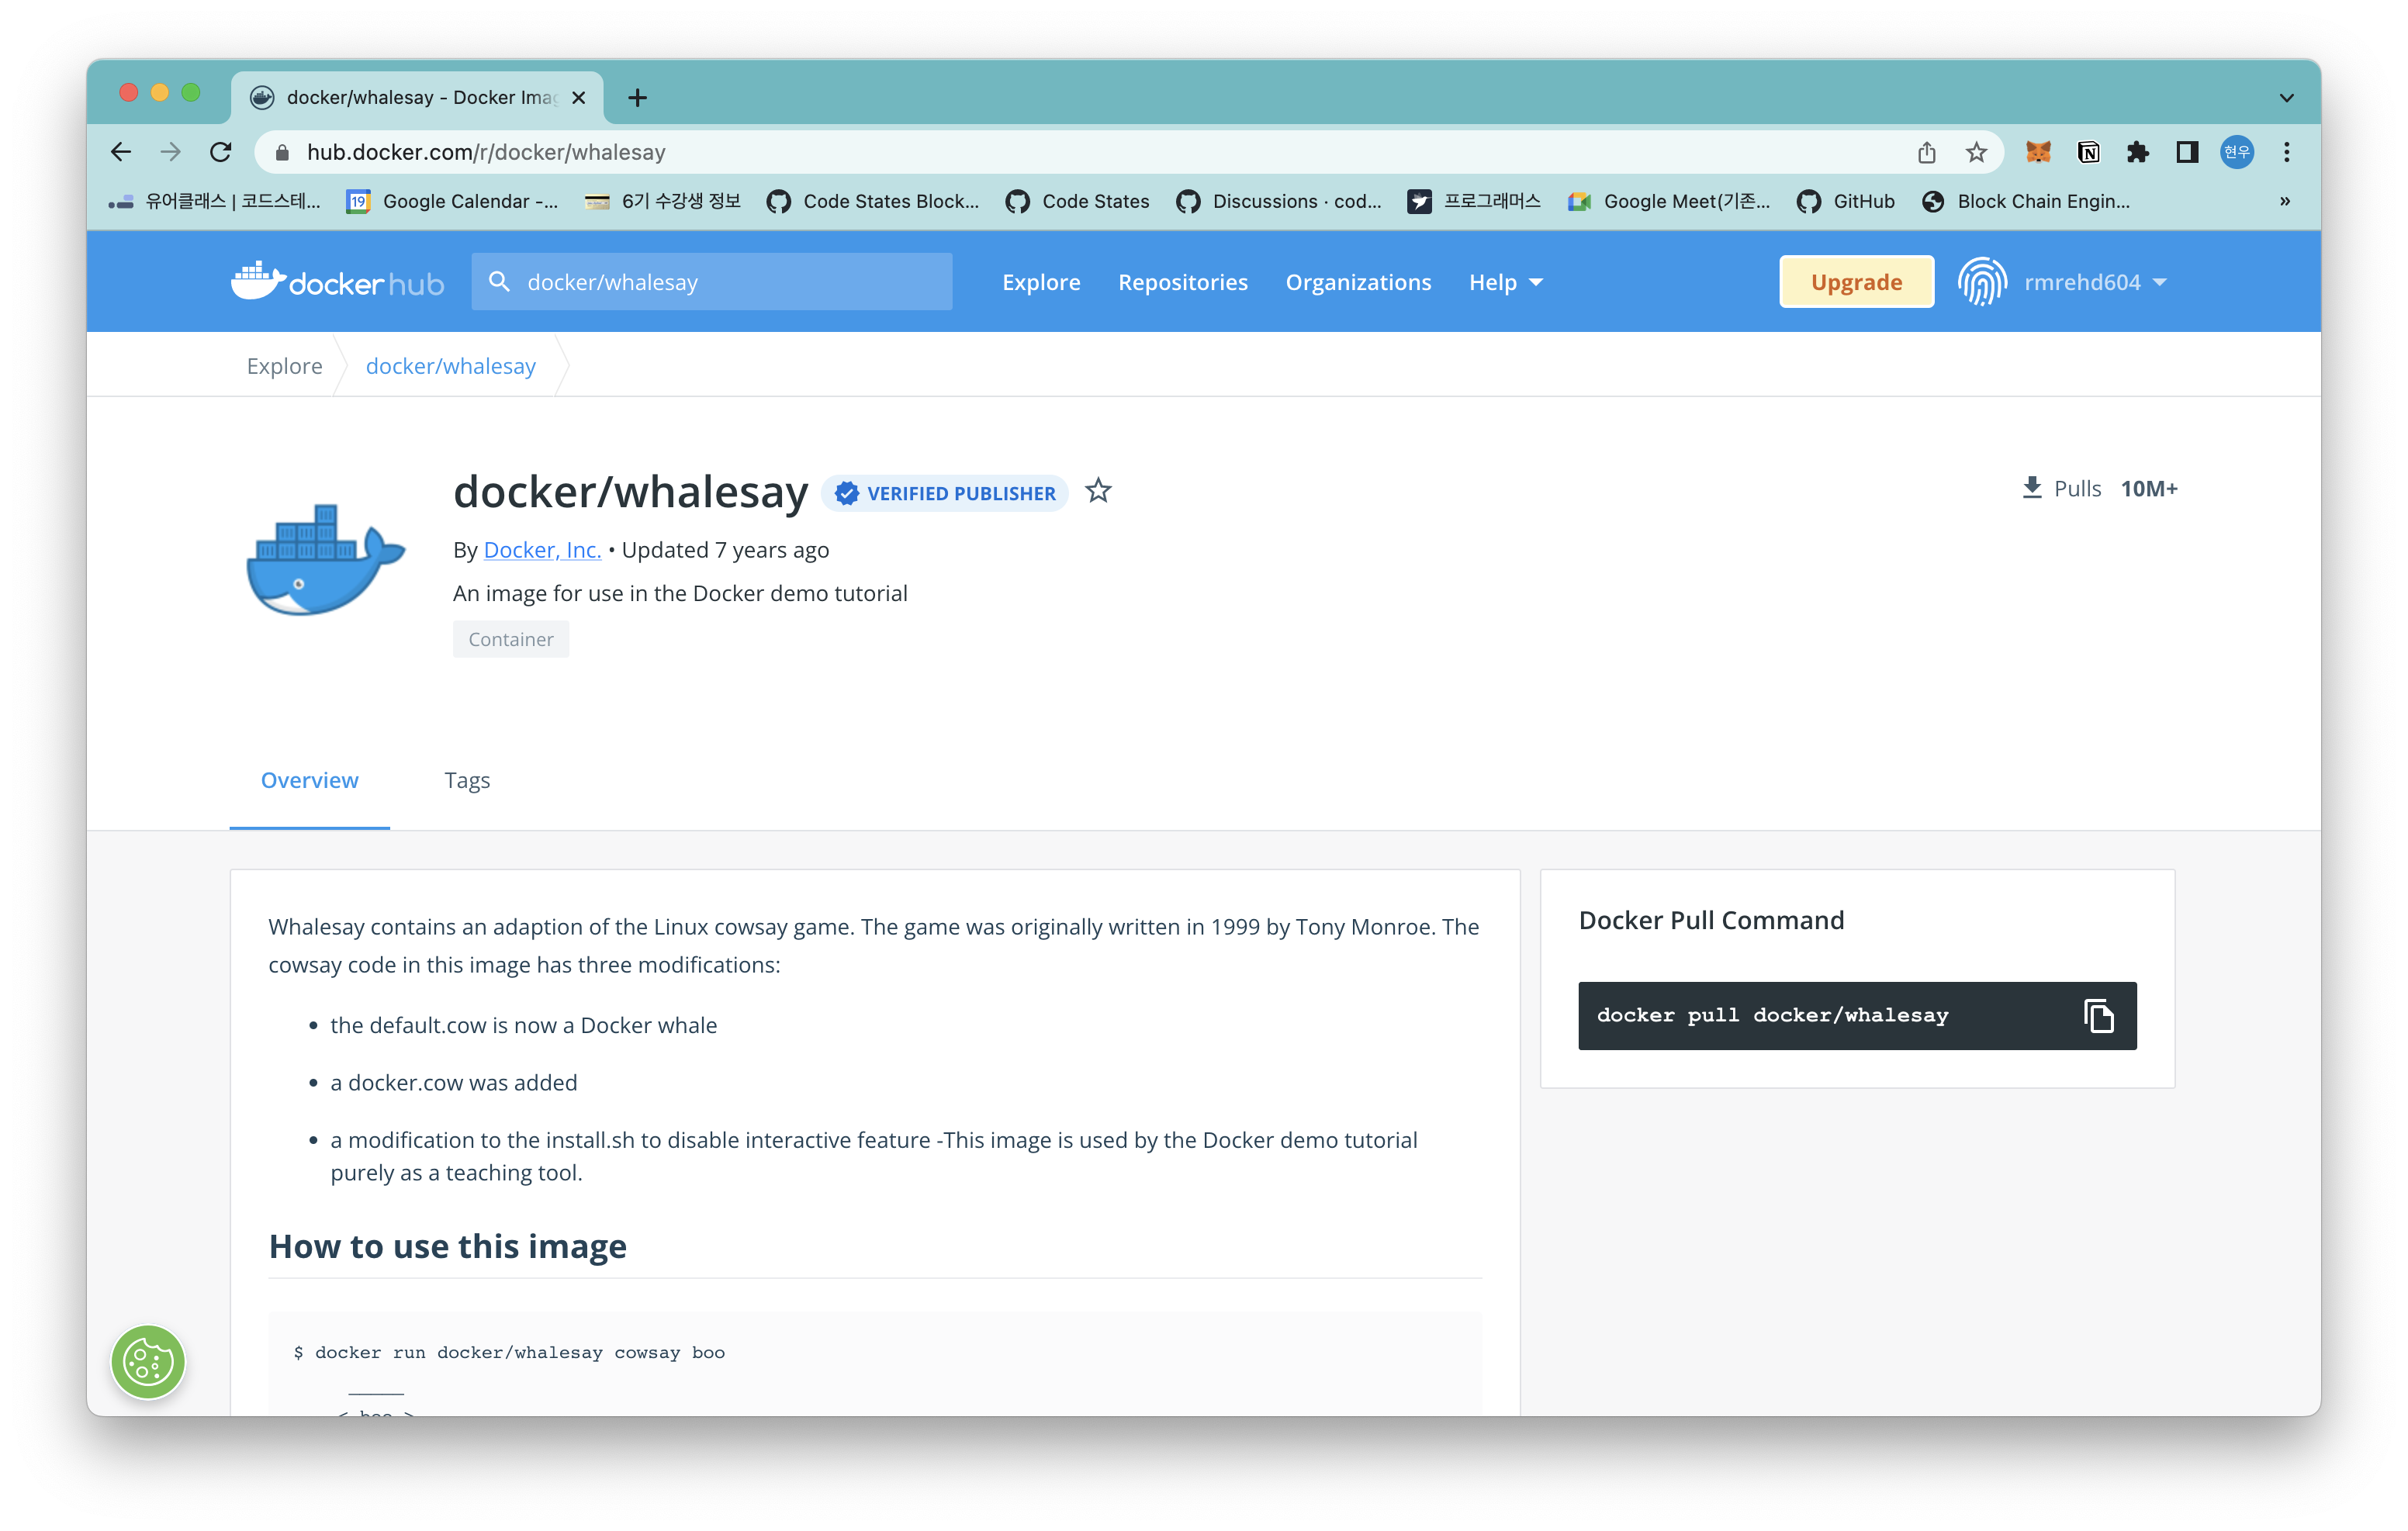 docker/whalesay - Docker Imag
hub.docker.com/r/docker/whalesay
현우
유어클래스 | 코드스테...
19
Google Calendar -...
6기 수강생 정보
Code States Block...
Code States
Discussions · cod...
프로그래머스
Google Meet(기존...
GitHub
Block Chain Engin...
»
docker hub
docker/whalesay
Explore
Repositories
Organizations
Help
Upgrade
rmrehd604
Explore
docker/whalesay
docker/whalesay
VERIFIED PUBLISHER
Pulls 10M+
By Docker, Inc. • Updated 7 years ago
An image for use in the Docker demo tutorial
Container
Overview
Tags
Whalesay contains an adaption of the Linux cowsay game. The game was originally written in 1999 by Tony Monroe. The
cowsay code in this image has three modifications:
• the default.cow is now a Docker whale
• a docker.cow was added
• a modification to the install.sh to disable interactive feature -This image is used by the Docker demo tutorial
purely as a teaching tool.
How to use this image
$ docker run docker/whalesay cowsay boo
_____
< boo >
Docker Pull Command
docker pull docker/whalesay